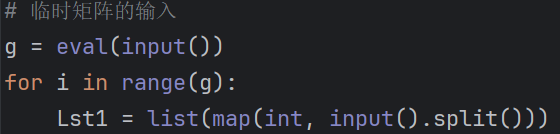 # 临时矩阵的输入
g = eval(input())
for i in range(g):
    Lst1 = list(map(int, input().split()))